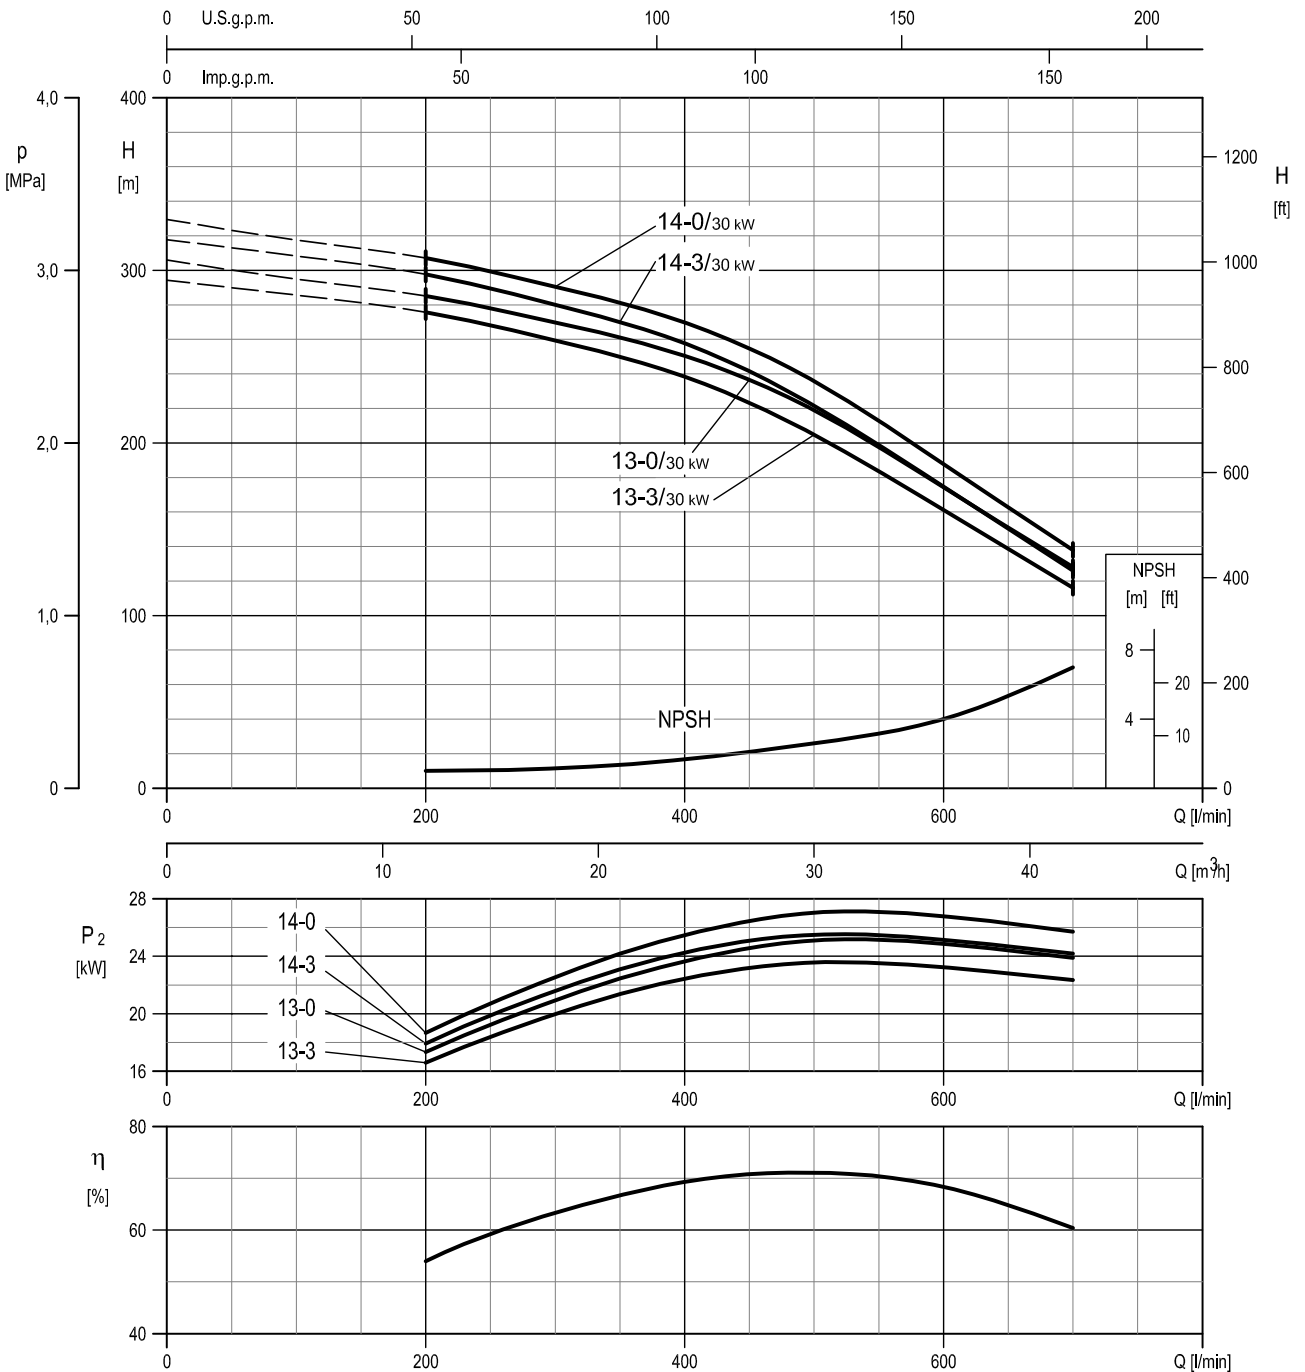 0 U.S.g.p.m. 50 100 150 200
0 Imp.g.p.m. 50 100 150
4,0 400
p H
[MPa] [m]
1200
H
[ft]
14-0/30 kW
14-3/30 kW
3,0 300 1000
800
2,0 200
13-0/30 kW
13-3/30 kW
600
NPSH
[m] [ft]
400
1,0 100
8
20
200
NPSH
4
10
0 0 0
0 200 400 600 Q [l/min]
0 10 20 30 40 Q [m³/h]
28
P2
[kW]
14-0
24
14-3
20
13-0
13-3
16
0 200 400 600 Q [l/min]
80
η
[%]
60
40
0 200 400 600 Q [l/min]